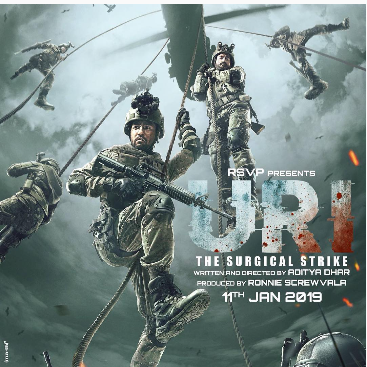 RSVP PRESENTS
URI
THE SURGICAL STRIKE
WRITTEN AND DIRECTED BY ADITYA DHAR
PRODUCED BY RONNIE SCREWVALA
11TH JAN 2019